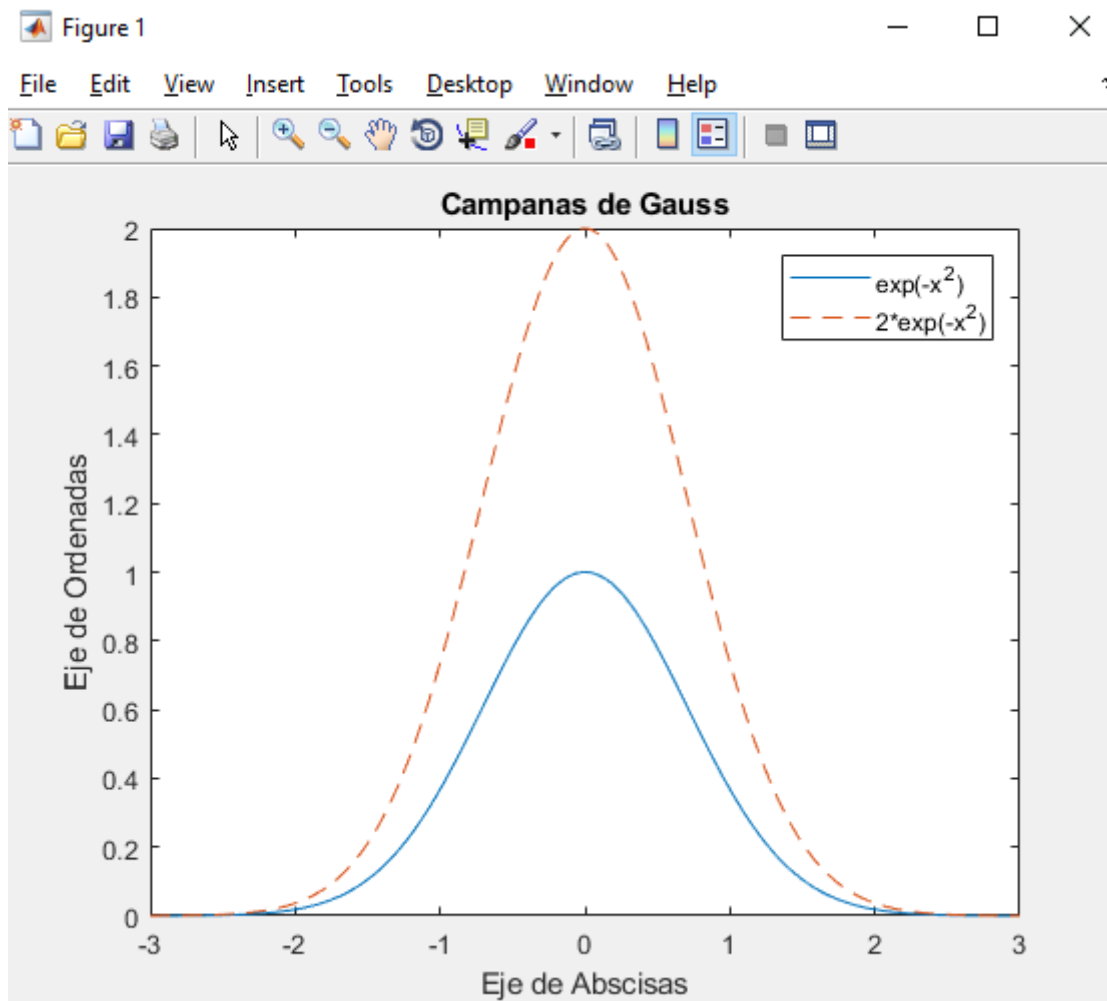 Figure 1
File Edit View Insert Tools Desktop Window Help
Campanas de Gauss
exp(-x^2)
2*exp(-x^2)
2
1.8
1.6
1.4
1.2
1
0.8
0.6
0.4
0.2
0
Eje de Ordenadas
-3 -2 -1 0 1 2 3
Eje de Abscisas